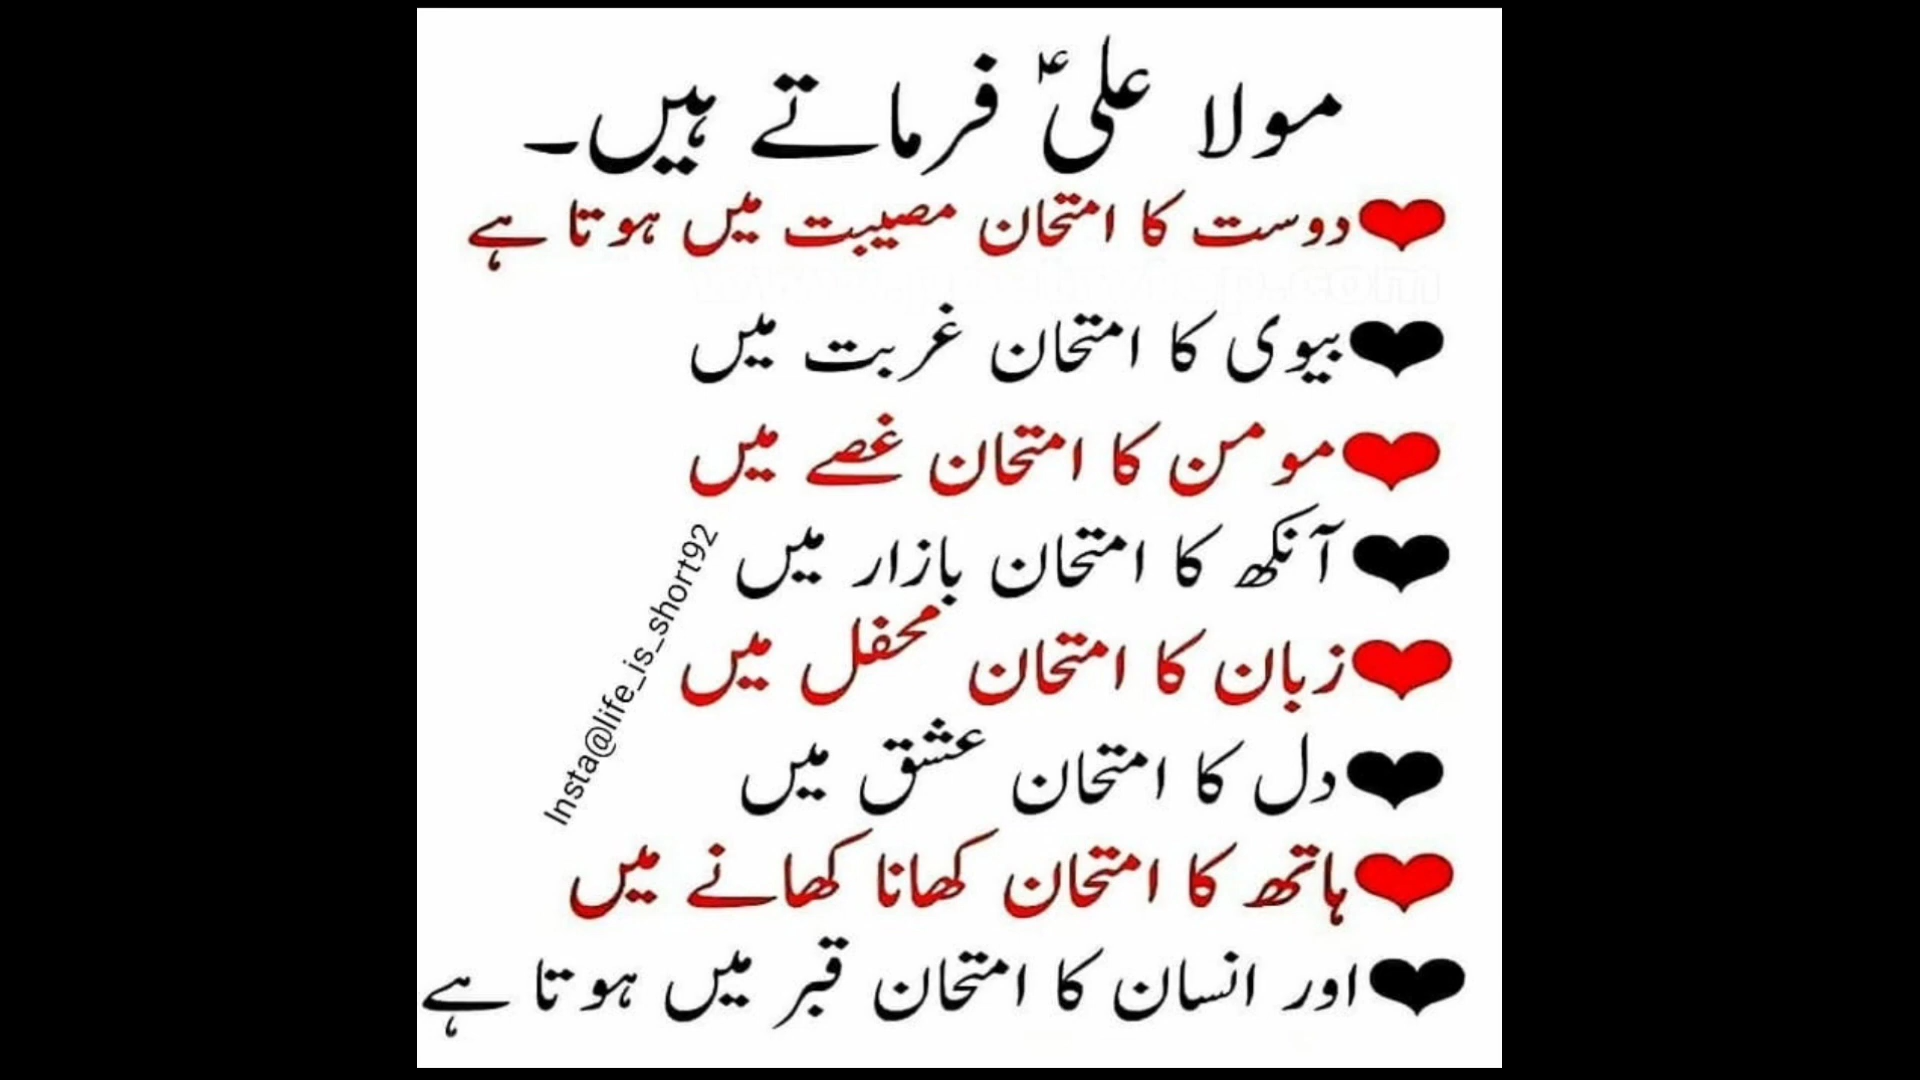 مولا علیؑ فرماتے ہیں۔
دوست کا امتحان مصیبت میں ہوتا ہے
بیوی کا امتحان غربت میں
مومن کا امتحان غصے میں
آنکھ کا امتحان بازار میں
زبان کا امتحان محفل میں
دل کا امتحان عشق میں
ہاتھ کا امتحان کھانا کھانے میں
اور انسان کا امتحان قبر میں ہوتا ہے
Insta@life_is_short92